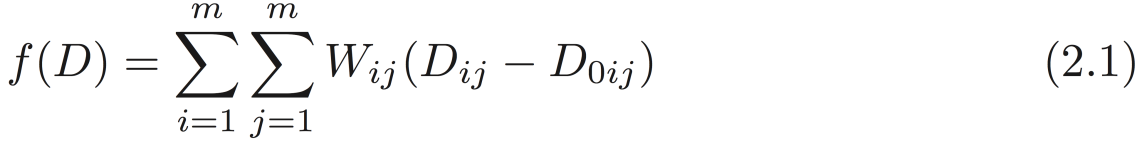 f(D) = \sum_{i=1}^{m} \sum_{j=1}^{m} W_{ij}(D_{ij} − D_{0ij}) (2.1)